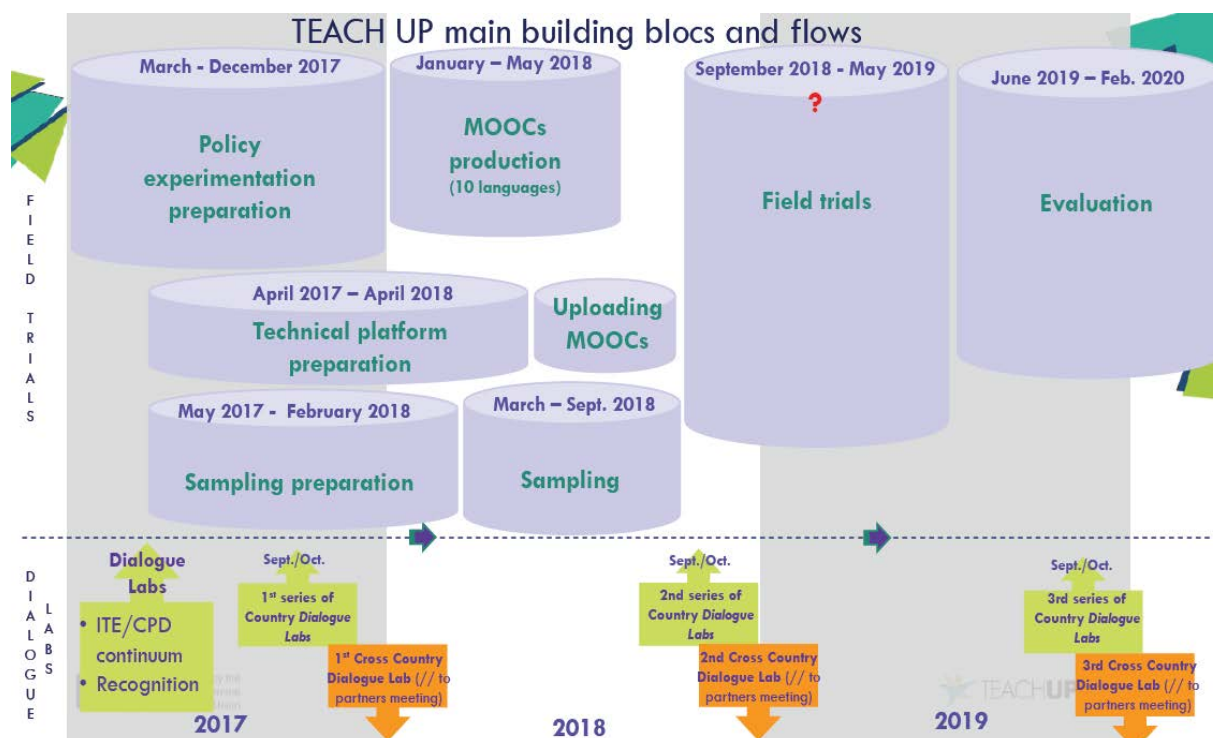 TEACH UP main building blocs and flows
March - December 2017
Policy
experimentation
preparation
January – May 2018
MOOCs
production
(10 languages)
September 2018 - May 2019
?
Field trials
June 2019 – Feb. 2020
Evaluation
FIELD TRIALS
April 2017 – April 2018
Technical platform
preparation
Uploading
MOOCs
May 2017 - February 2018
Sampling preparation
March – Sept. 2018
Sampling
DIALOGUE
LABS
Dialogue
Labs
• ITE/CPD
continuum
• Recognition
Sept./Oct.
1st series of
Country Dialogue
Labs
1st Cross Country
Dialogue Lab (// to
partners meeting)
Sept./Oct.
2nd series of
Country Dialogue
Labs
2nd Cross Country
Dialogue Lab (// to
partners meeting)
Sept./Oct.
3rd series of
Country Dialogue
Labs
3rd Cross Country
Dialogue Lab (// to
partners meeting)
TEACHUP
2017
2018
2019